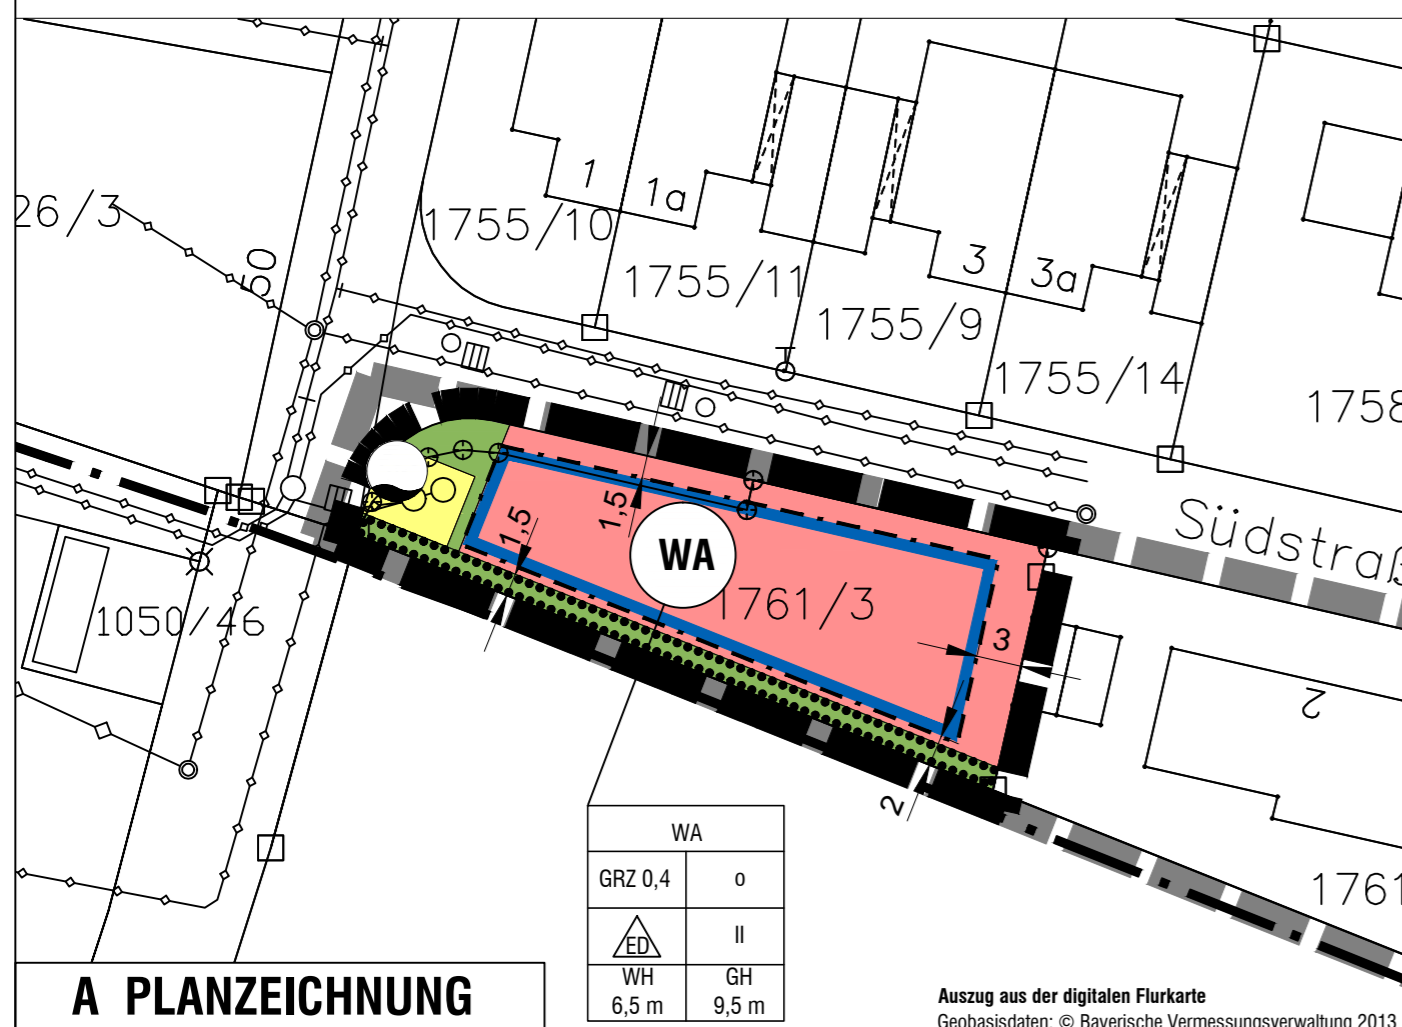 26/3
50
1
1a
1755/10
1755/11
3
3a
1755/9
1755/14
1758
Südstraß
1,5
1,5
WA
1761/3
3
1050/46
2
2
1761
WA
GRZ 0,4 o
ED II
WH GH
6,5 m 9,5 m
A PLANZEICHNUNG
Auszug aus der digitalen Flurkarte
Geobasisdaten: © Bayerische Vermessungsverwaltung 2013